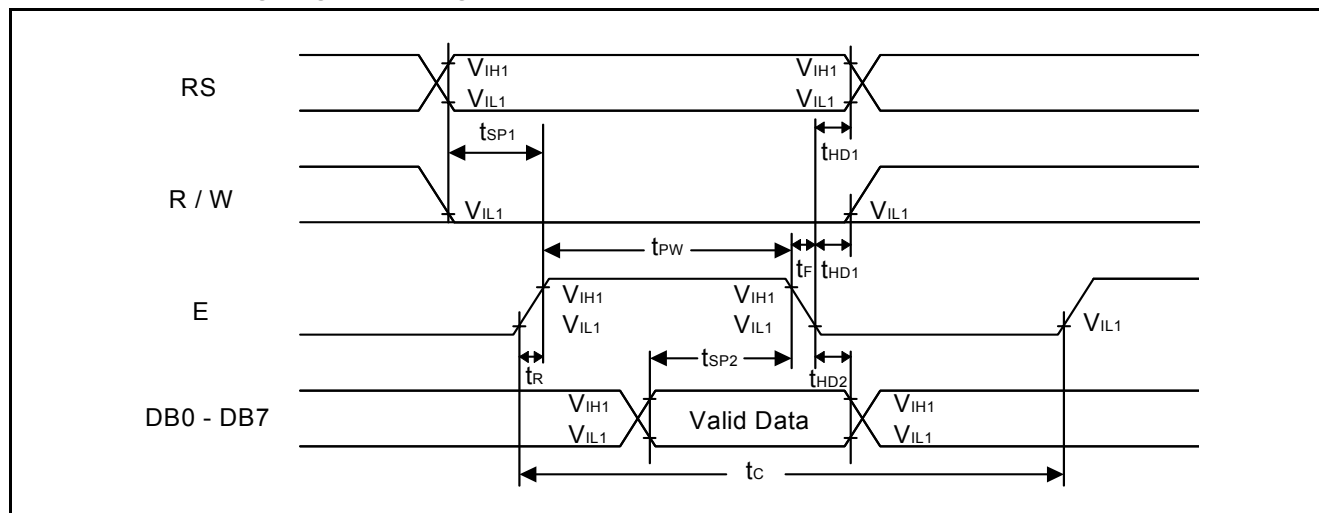 RS
VIH1
VIH1
VIL1
VIL1
tSP1
tHD1
R / W
VIL1
VIL1
tPW
tF
tHD1
E
VIH1
VIH1
VIL1
VIL1
VIL1
tSP2
tR
tHD2
DB0 - DB7
VIH1
VIL1
Valid Data
VIH1
VIL1
tC